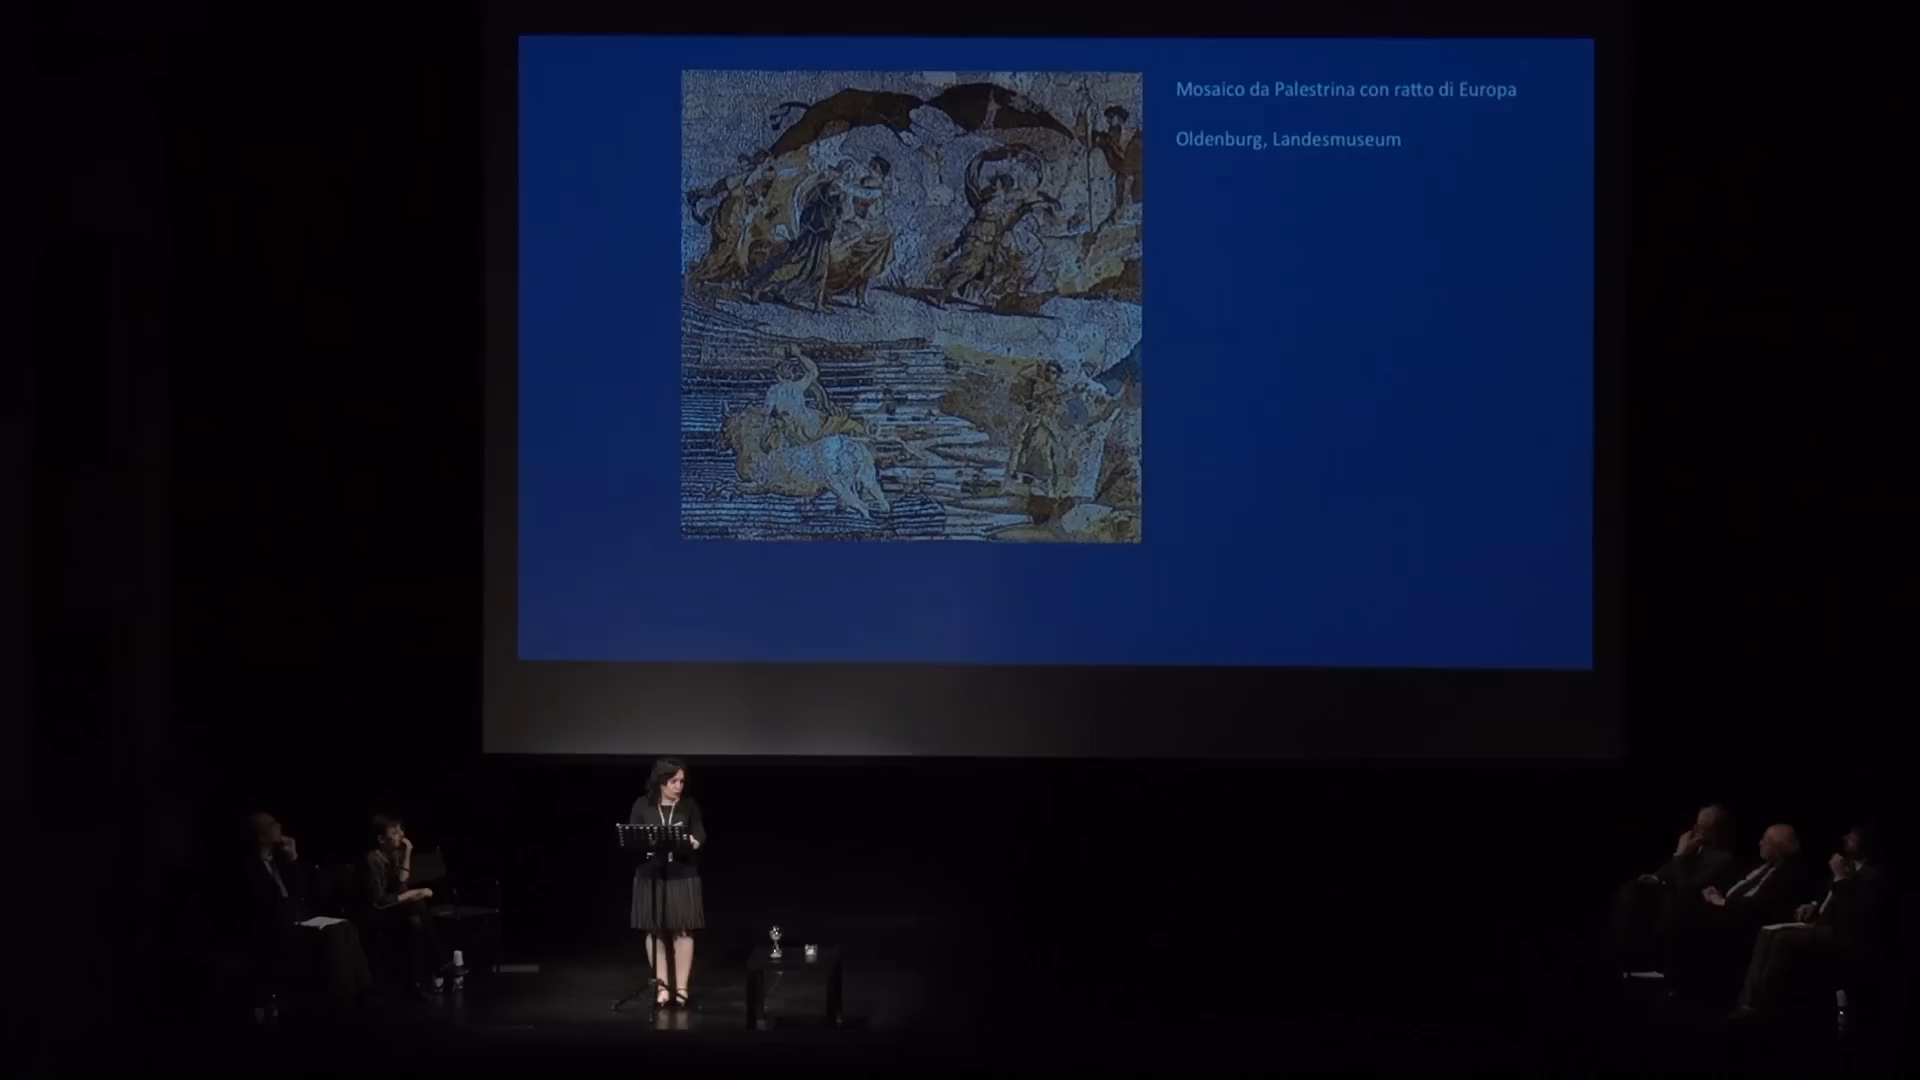 Mosaico da Palestrina con ratto di Europa
Oldenburg, Landesmuseum